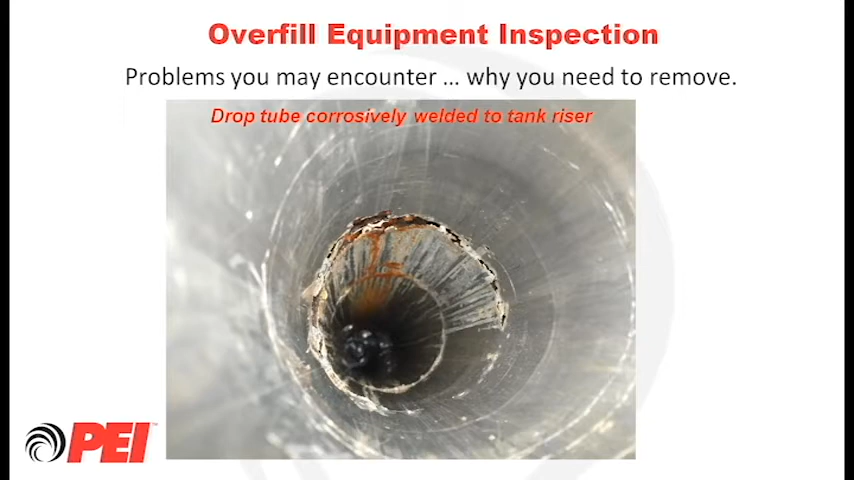 Overfill Equipment Inspection
Problems you may encounter ... why you need to remove.
Drop tube corrosively welded to tank riser
PEI™